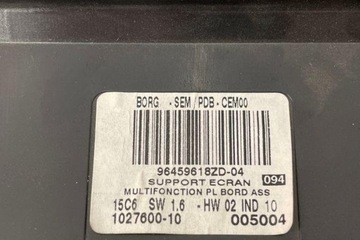 BORG - SEM/PDB-CEM00
96459618ZD-04
SUPPORT ECRAN 094
MULTIFONCTION PL BORD ASS
15C6 SW 1.6 - HW 02 IND 10
1027600-10 005004